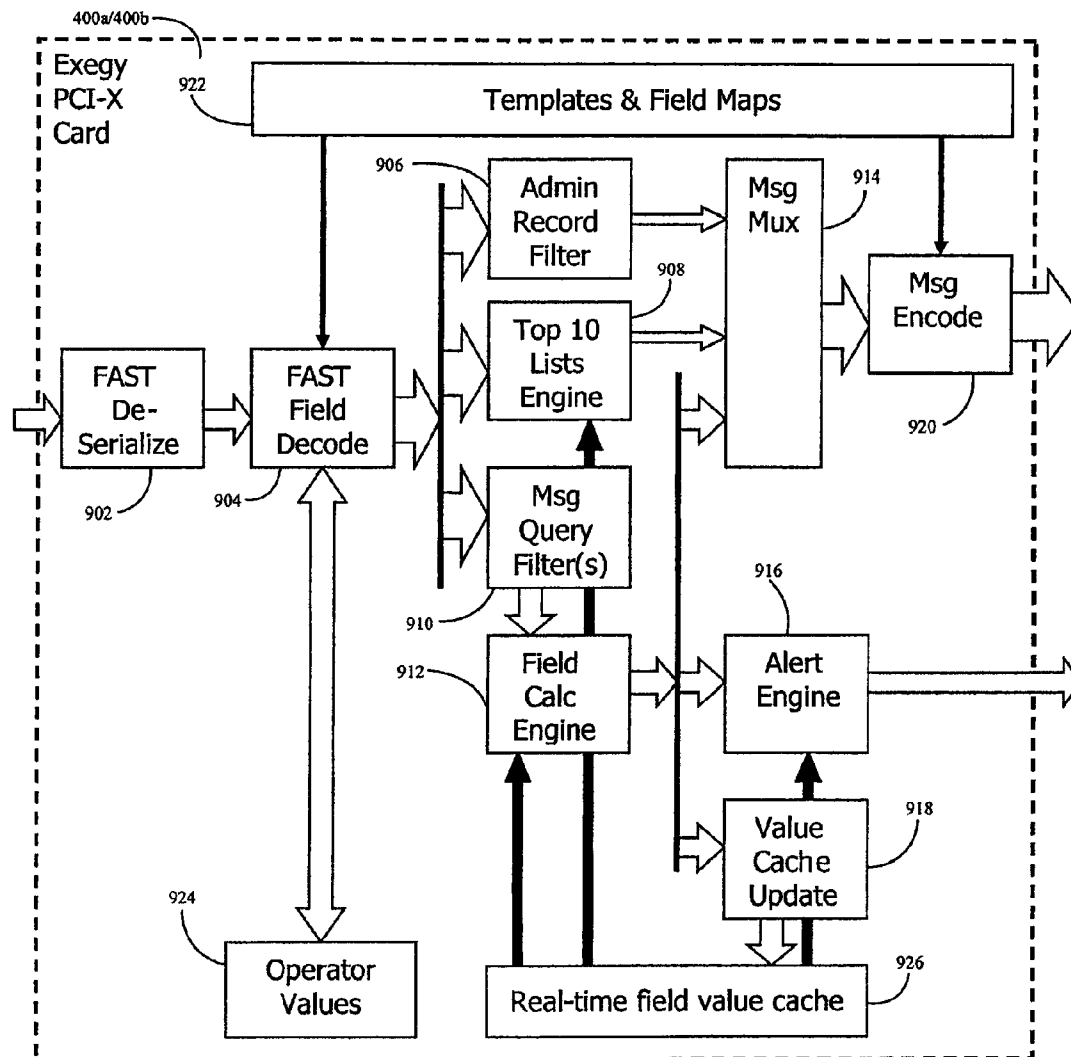 400a/400b
Exegy
PCI-X
Card
922
Templates & Field Maps
906
Admin
Record
Filter
Msg
Mux
914
908
Msg
Encode
920
Top 10
Lists
Engine
FAST
De-
Serialize
902
FAST
Field
Decode
904
Msg
Query
Filter(s)
910
916
912
Field
Calc
Engine
Alert
Engine
918
Value
Cache
Update
924
Operator
Values
Real-time field value cache
926